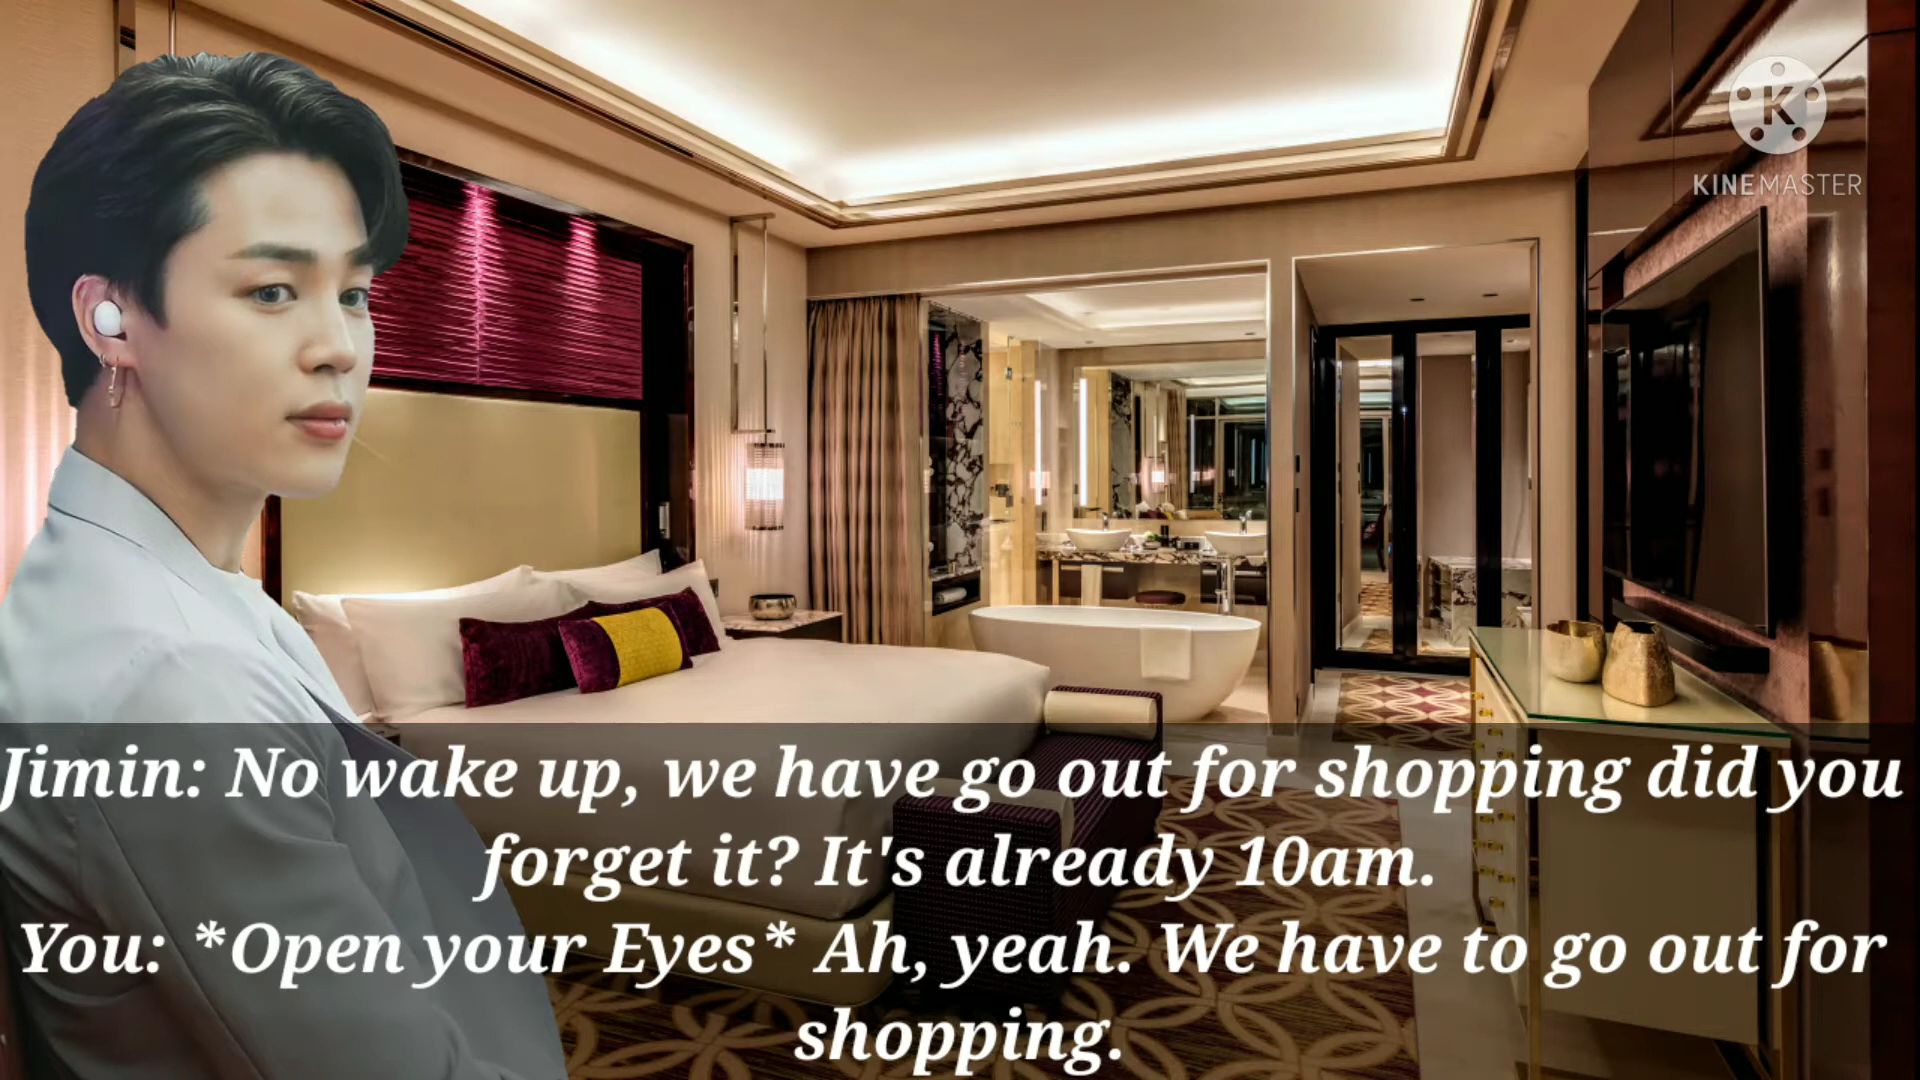 K
KINEMASTER
Jimin: No wake up, we have go out for shopping did you
forget it? It's already 10am.
You: *Open your Eyes* Ah, yeah. We have to go out for
shopping.